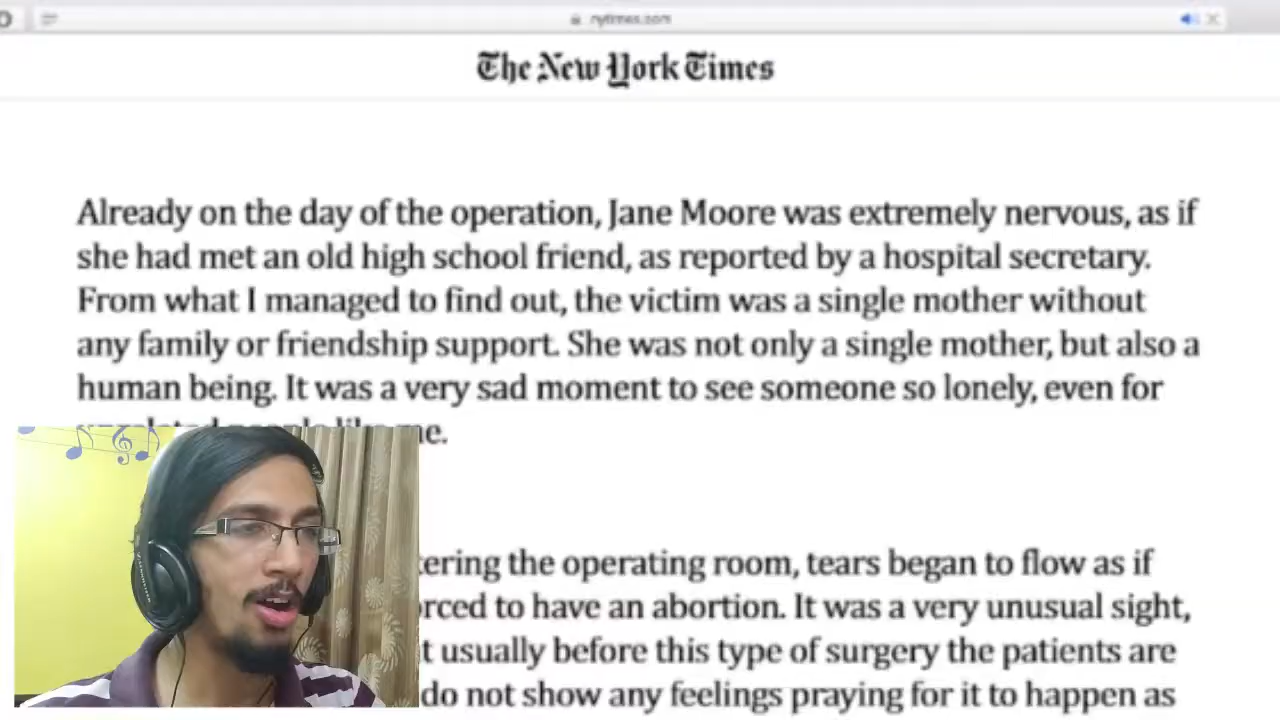 nytimes.com
The New York Times
Already on the day of the operation, Jane Moore was extremely nervous, as if
she had met an old high school friend, as reported by a hospital secretary.
From what I managed to find out, the victim was a single mother without
any family or friendship support. She was not only a single mother, but also a
human being. It was a very sad moment to see someone so lonely, even for
me.
tering the operating room, tears began to flow as if
orced to have an abortion. It was a very unusual sight,
t usually before this type of surgery the patients are
do not show any feelings praying for it to happen as